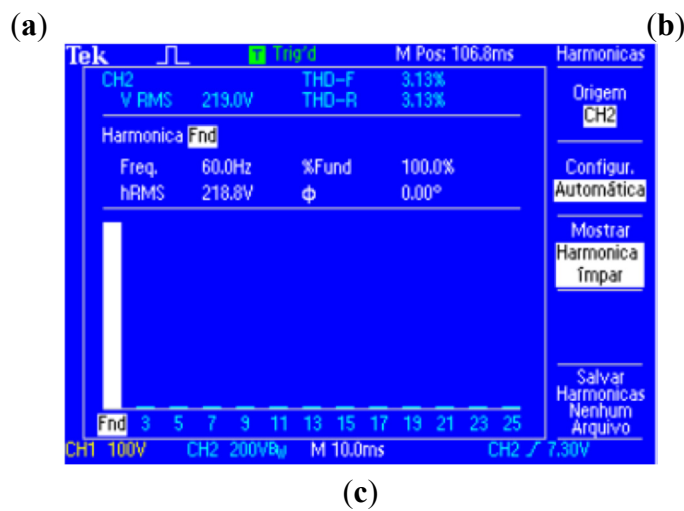 (a) (b)
Tek T Trig'd M Pos: 106.8ms Harmonicas
CH2 THD-F 3.13%
V RMS 219.0V THD-R 3.13%
Origem
CH2
Harmonica Fnd
Freq. 60.0Hz %Fund 100.0%
hRMS 218.8V ϕ 0.00°
Configur.
Automática
Mostrar
Harmonica
ímpar
Salvar
Harmonicas
Nenhum
Arquivo
Fnd 3 5 7 9 11 13 15 17 19 21 23 25
CH1 100V CH2 200VBW M 10.0ms CH2 / 7.30V
(c)